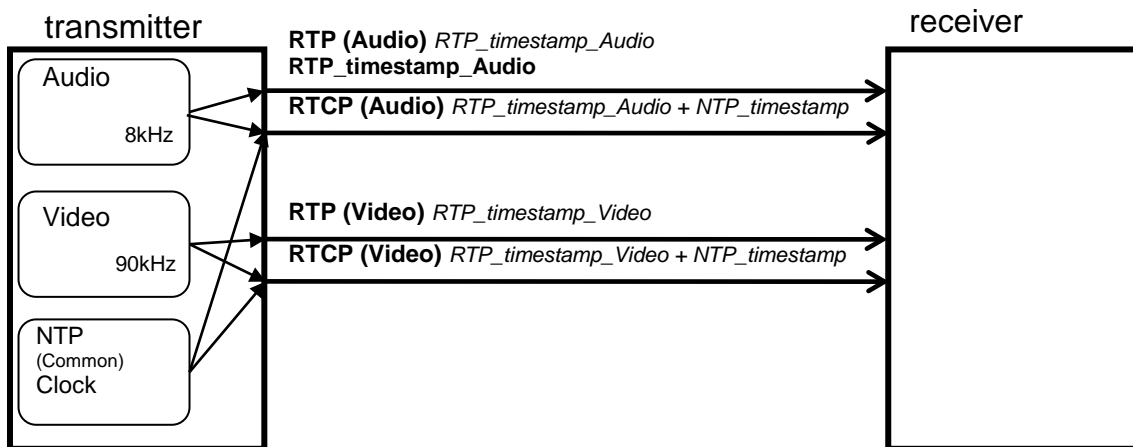 transmitter
receiver
Audio
8kHz
RTP (Audio) RTP_timestamp_Audio
RTP_timestamp_Audio
RTCP (Audio) RTP_timestamp_Audio + NTP_timestamp
Video
90kHz
RTP (Video) RTP_timestamp_Video
RTCP (Video) RTP_timestamp_Video + NTP_timestamp
NTP
(Common)
Clock